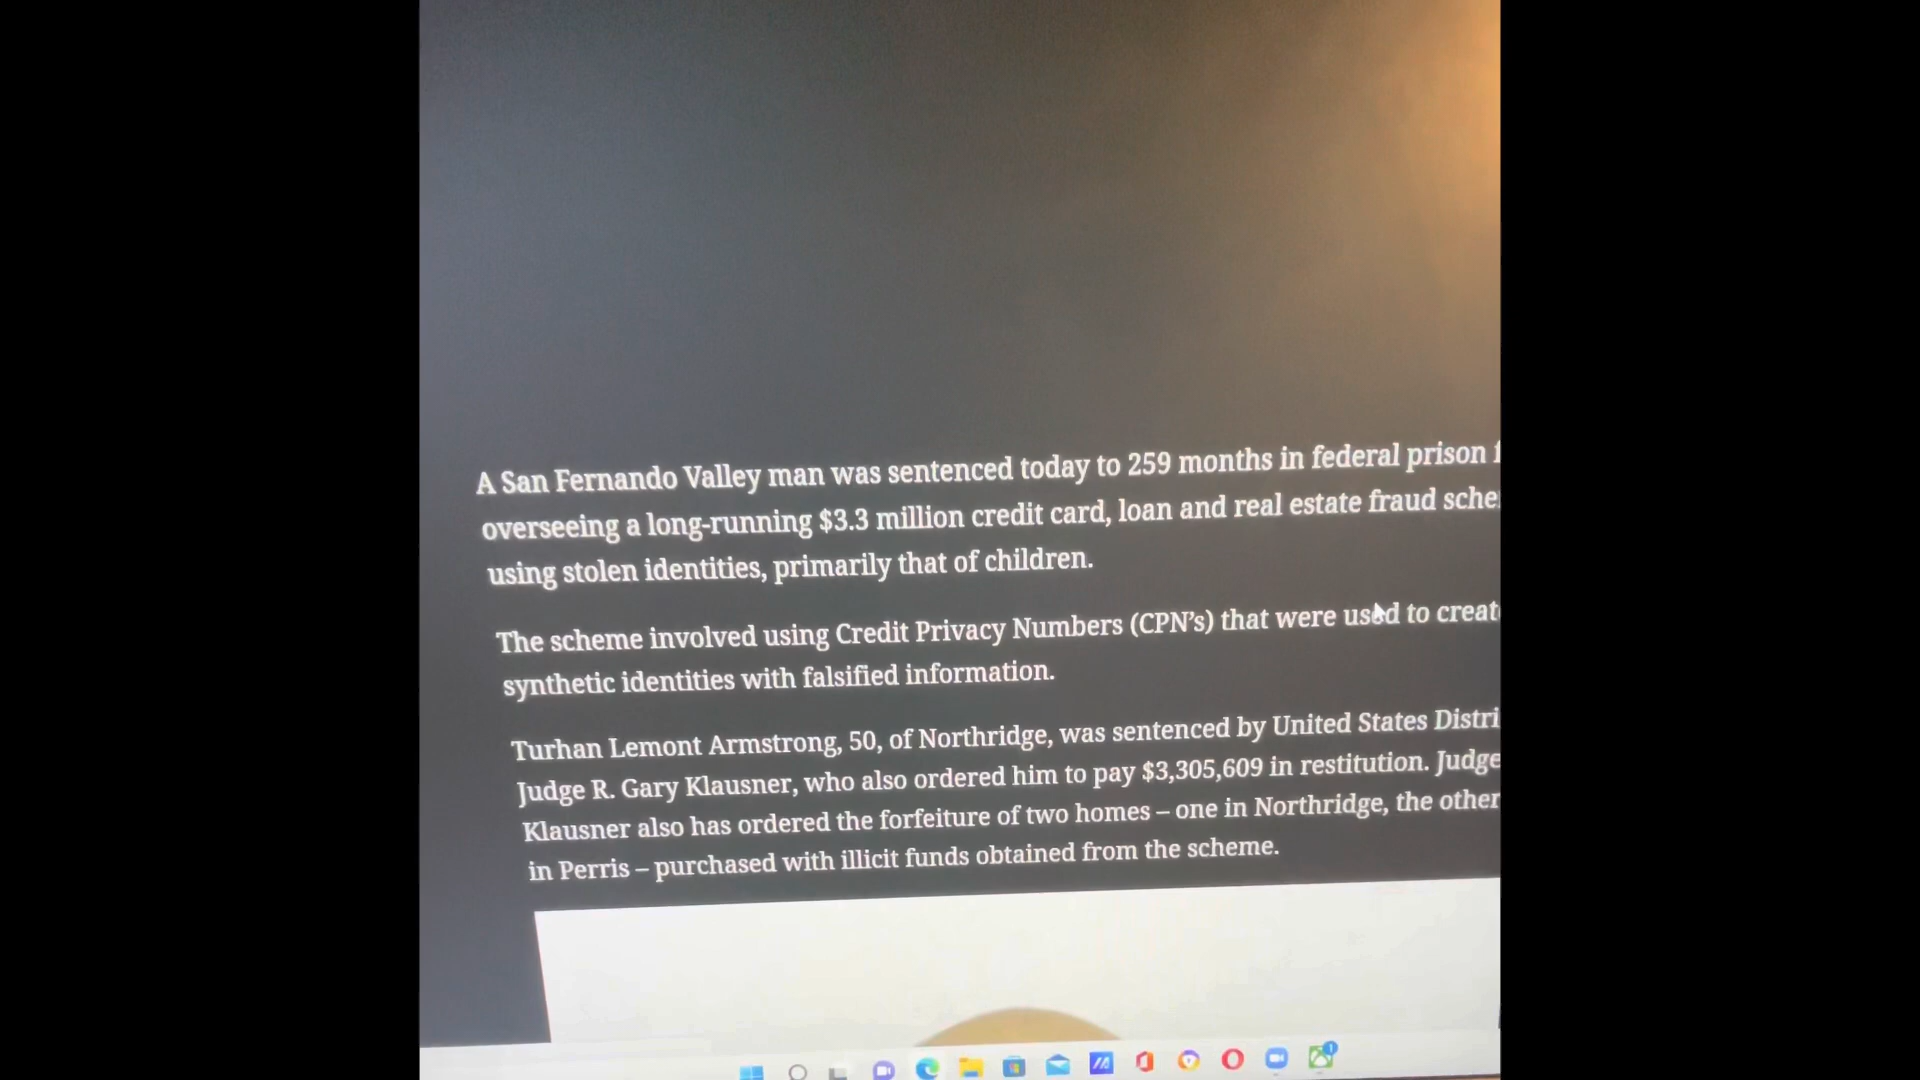 A San Fernando Valley man was sentenced today to 259 months in federal prison
overseeing a long-running $3.3 million credit card, loan and real estate fraud
using stolen identities, primarily that of children.
The scheme involved using Credit Privacy Numbers (CPN's) that were used to
synthetic identities with falsified information.
Turhan Lemont Armstrong, 50, of Northridge, was sentenced by United States
Judge R. Gary Klausner, who also ordered him to pay $3,305,609 in restitution. Judge
Klausner also has ordered the forfeiture of two homes – one in Northridge, the other
in Perris – purchased with illicit funds obtained from the scheme.